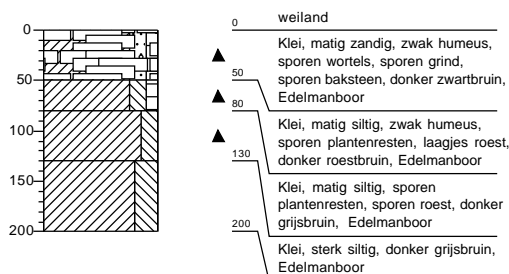 0
50
100
150
200
0
weiland
Klei, matig zandig, zwak humeus,
sporen wortels, sporen grind,
sporen baksteen, donker zwartbruin,
Edelmanboor
50
Klei, matig siltig, zwak humeus,
sporen plantenresten, laagjes roest,
donker roestbruin, Edelmanboor
80
Klei, matig siltig, sporen
plantenresten, sporen roest, donker
grijsbruin, Edelmanboor
130
Klei, sterk siltig, donker grijsbruin,
Edelmanboor
200